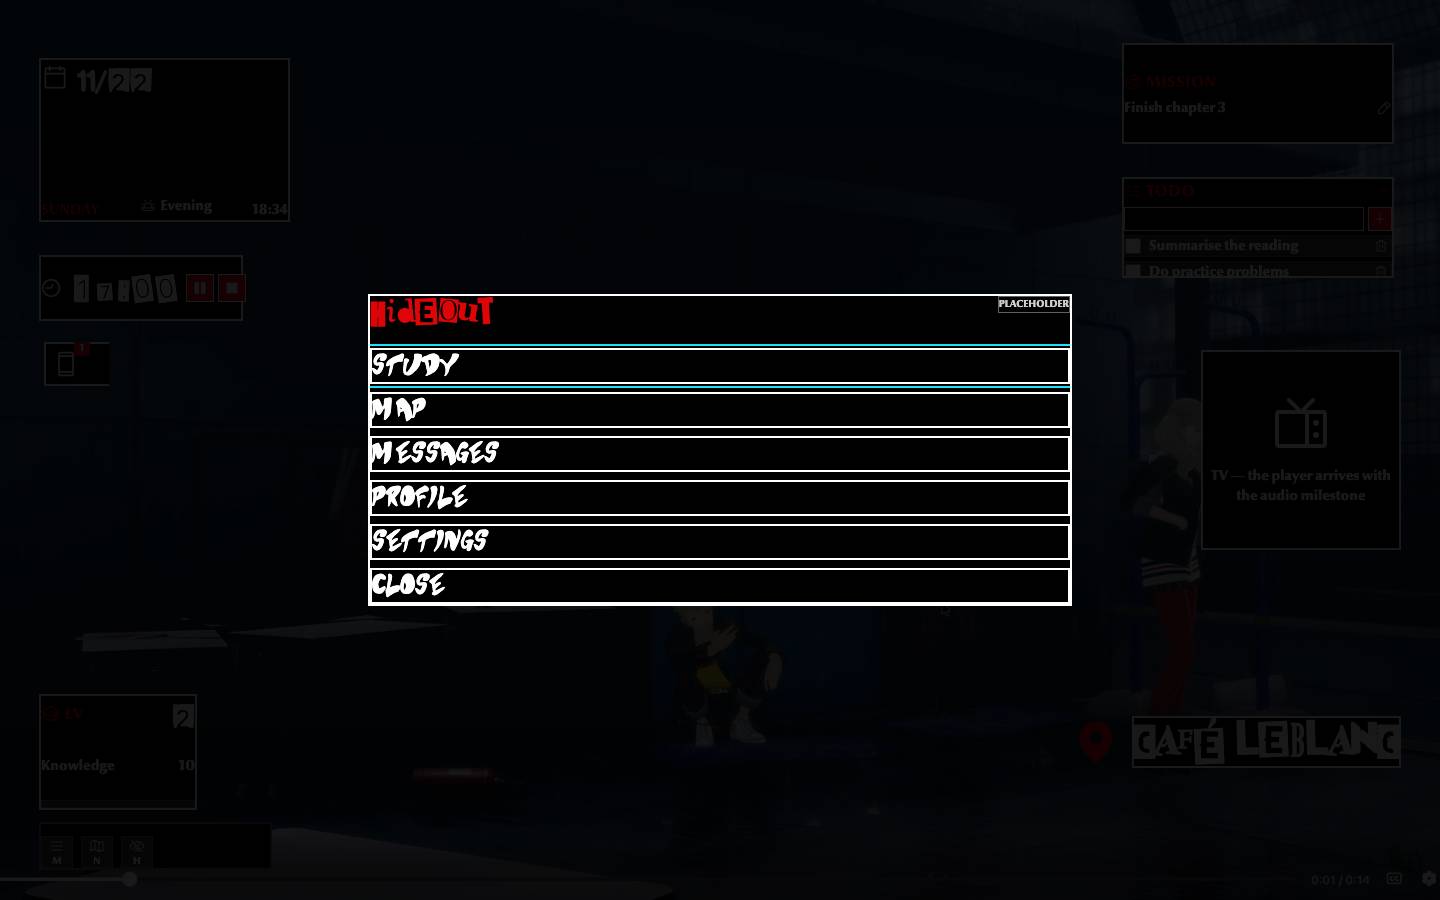 11/22
SUNDAY Evening 18:34
17:00
1
MISSION
Finish chapter 3
TODO
+
Summarise the reading
Do practice problems
HidEOuT
PLACEHOLDER
STUDY
MAP
MESSAGES
PROFILE
SETTINGS
CLOSE
TV — the player arrives with
the audio milestone
LV 2
Knowledge 10
CAFÉ LEBLANC
M N H
0:01 / 0:14
CC